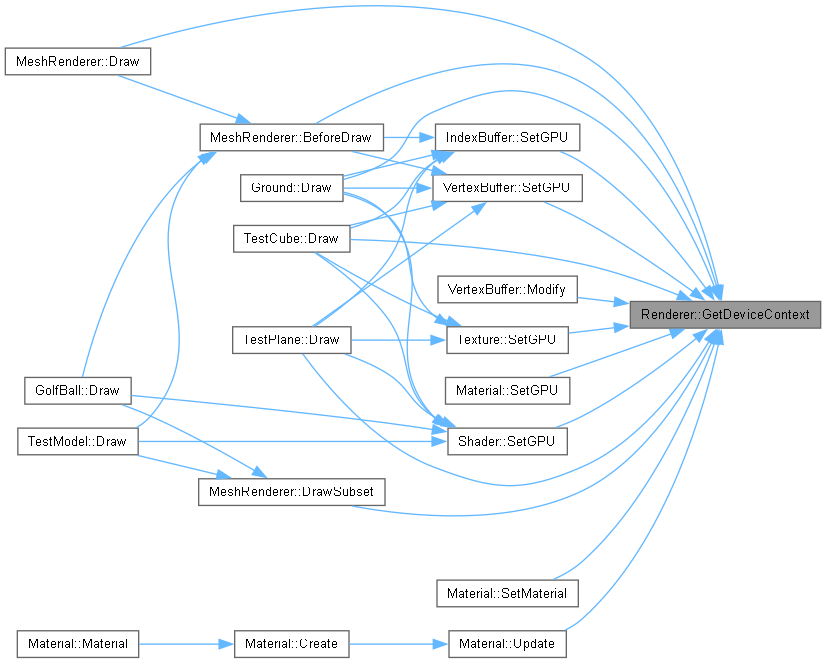 MeshRenderer::Draw
MeshRenderer::BeforeDraw
IndexBuffer::SetGPU
Ground::Draw
VertexBuffer::SetGPU
TestCube::Draw
VertexBuffer::Modify
Renderer::GetDeviceContext
TestPlane::Draw
Texture::SetGPU
GolfBall::Draw
Material::SetGPU
TestModel::Draw
Shader::SetGPU
MeshRenderer::DrawSubset
Material::SetMaterial
Material::Material
Material::Create
Material::Update